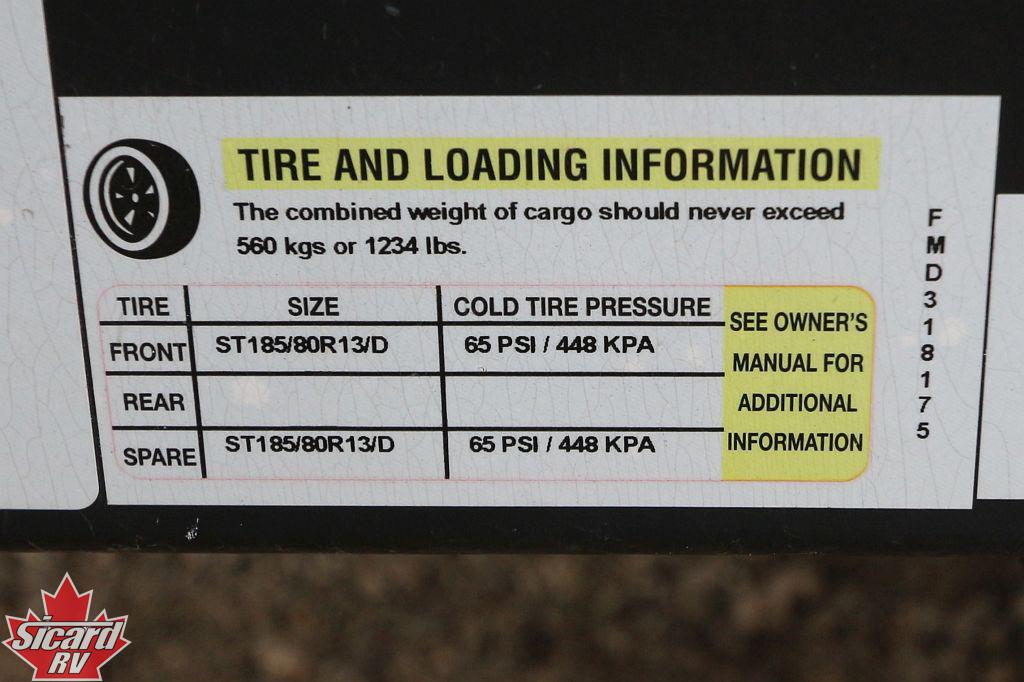 TIRE AND LOADING INFORMATION
The combined weight of cargo should never exceed
560 kgs or 1234 lbs.
TIRE SIZE COLD TIRE PRESSURE
FRONT ST185/80R13/D 65 PSI / 448 KPA
REAR
SPARE ST185/80R13/D 65 PSI / 448 KPA
SEE OWNER'S
MANUAL FOR
ADDITIONAL
INFORMATION
FMD318175
Sicard
RV